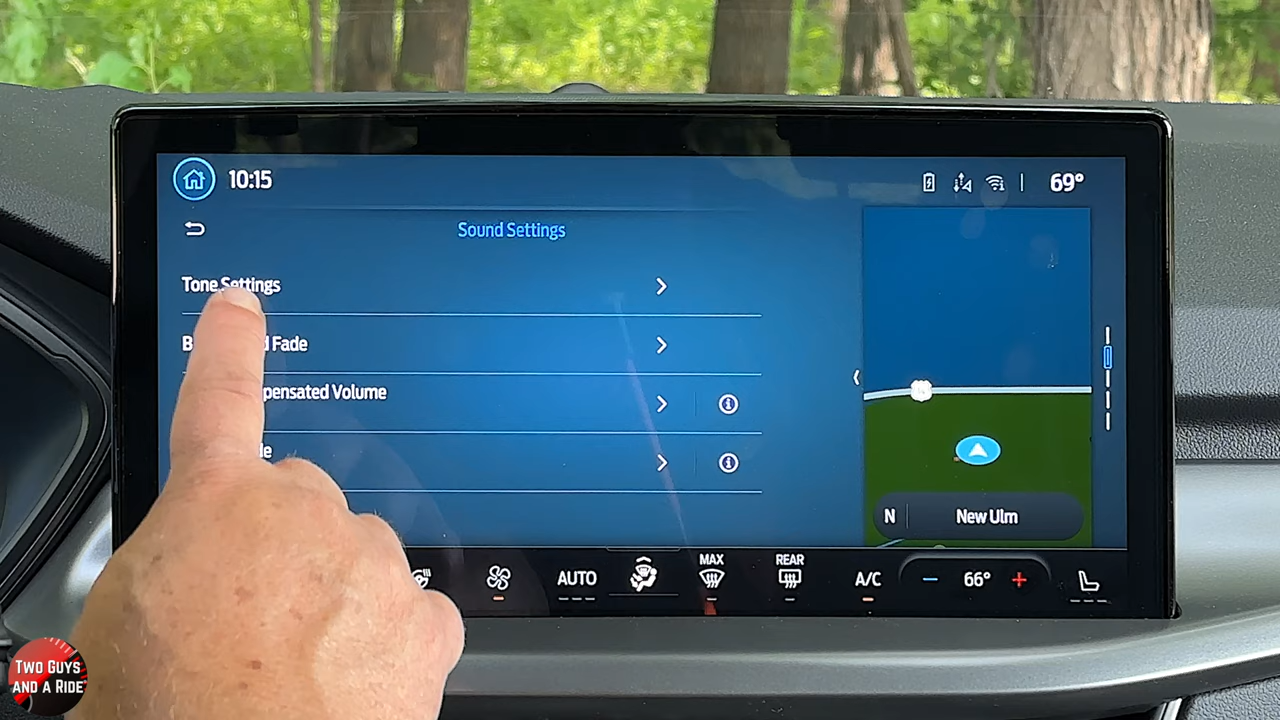 10:15
69°
Sound Settings
Tone Settings
B d Fade
pensated Volume
de
N New Ulm
MAX
REAR
AUTO
A/C
66°
TWO GUYS
AND A RIDE